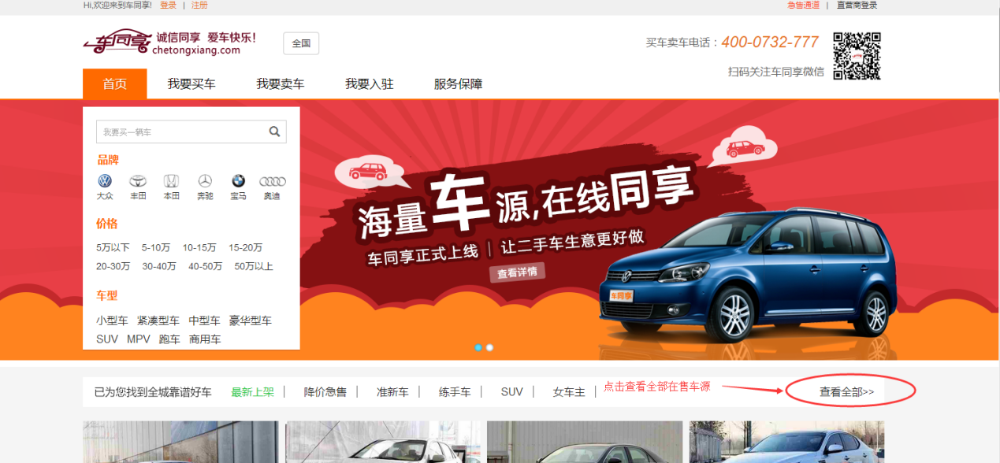 Hi,欢迎来到车同享! 登录 | 注册
急售通道 | 直营商登录
车同享 诚信同享 爱车快乐!
chetongxiang.com
全国
买车卖车电话：400-0732-777
扫码关注车同享微信
首页 我要买车 我要卖车 我要入驻 服务保障
我要买一辆车
品牌
大众 丰田 本田 奔驰 宝马 奥迪
价格
5万以下 5-10万 10-15万 15-20万
20-30万 30-40万 40-50万 50万以上
车型
小型车 紧凑型车 中型车 豪华型车
SUV MPV 跑车 商用车
海量车源,在线同享
车同享正式上线 | 让二手车生意更好做
查看详情
车同享
已为您找到全城靠谱好车 最新上架 | 降价急售 | 准新车 | 练手车 | SUV | 女车主 | 点击查看全部在售车源 查看全部>>